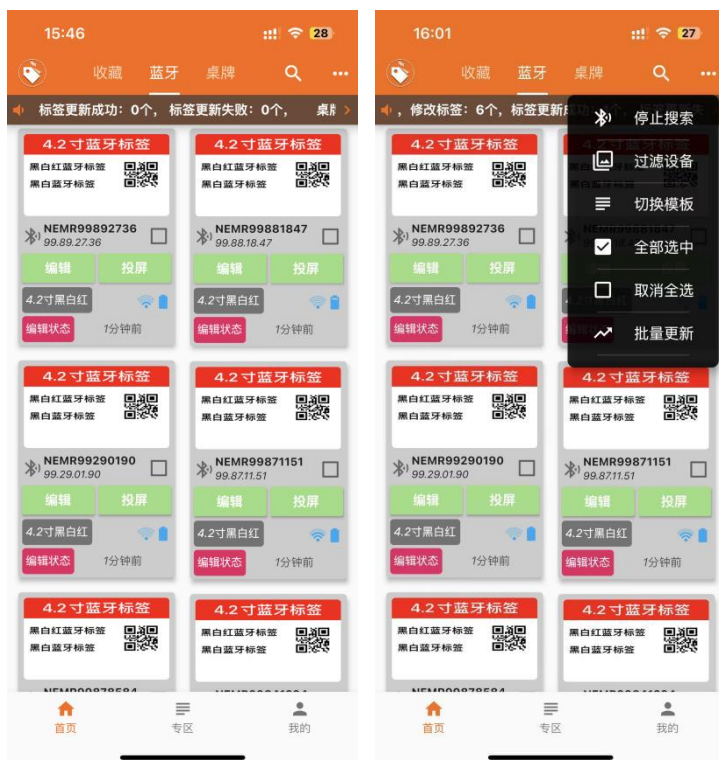 15:46
28
收藏
蓝牙
桌牌
标签更新成功：0个， 标签更新失败：0个，
4.2寸蓝牙标签
黑白红蓝牙标签
黑白蓝牙标签
NEMR99892736
99.89.27.36
编辑
投屏
4.2寸黑白红
编辑状态
1分钟前
4.2寸蓝牙标签
黑白红蓝牙标签
黑白蓝牙标签
NEMR99881847
99.88.18.47
编辑
投屏
4.2寸黑白红
编辑状态
1分钟前
4.2寸蓝牙标签
黑白红蓝牙标签
黑白蓝牙标签
NEMR99290190
99.29.01.90
编辑
投屏
4.2寸黑白红
编辑状态
1分钟前
4.2寸蓝牙标签
黑白红蓝牙标签
黑白蓝牙标签
NEMR99871151
99.87.11.51
编辑
投屏
4.2寸黑白红
编辑状态
1分钟前
4.2寸蓝牙标签
黑白红蓝牙标签
黑白蓝牙标签
4.2寸蓝牙标签
黑白红蓝牙标签
黑白蓝牙标签
首页
专区
我的
16:01
27
收藏
蓝牙
桌牌
，修改标签：6个，标签更新
停止搜索
过滤设备
切换模板
全部选中
取消全选
批量更新
4.2寸蓝牙标签
黑白红蓝牙标签
黑白蓝牙标签
NEMR99892736
99.89.27.36
编辑
投屏
4.2寸黑白红
编辑状态
1分钟前
4.2寸蓝牙标签
黑白红蓝牙标签
黑白蓝牙标签
NEMR99290190
99.29.01.90
编辑
投屏
4.2寸黑白红
编辑状态
1分钟前
4.2寸蓝牙标签
黑白红蓝牙标签
黑白蓝牙标签
NEMR99871151
99.87.11.51
编辑
投屏
4.2寸黑白红
编辑状态
1分钟前
4.2寸蓝牙标签
黑白红蓝牙标签
黑白蓝牙标签
4.2寸蓝牙标签
黑白红蓝牙标签
黑白蓝牙标签
首页
专区
我的